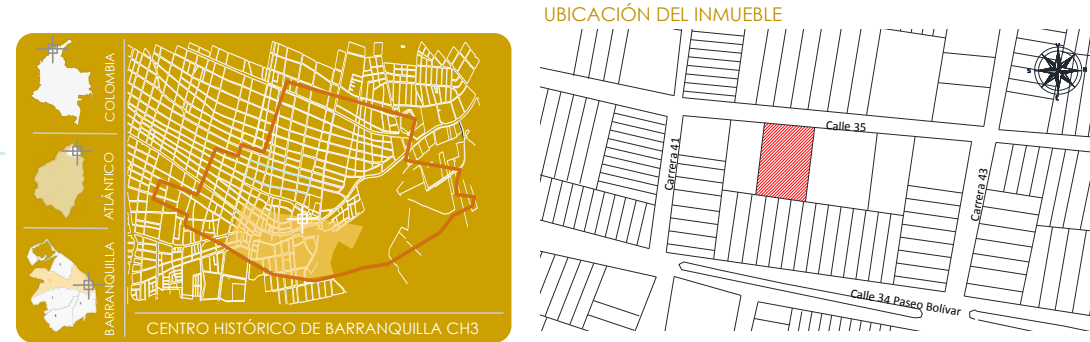 COLOMBIA
ATLÁNTICO
BARRANQUILLA
CENTRO HISTÓRICO DE BARRANQUILLA CH3
UBICACIÓN DEL INMUEBLE
Calle 35
Carrera 41
Carrera 43
Calle 34 Paseo Bolívar